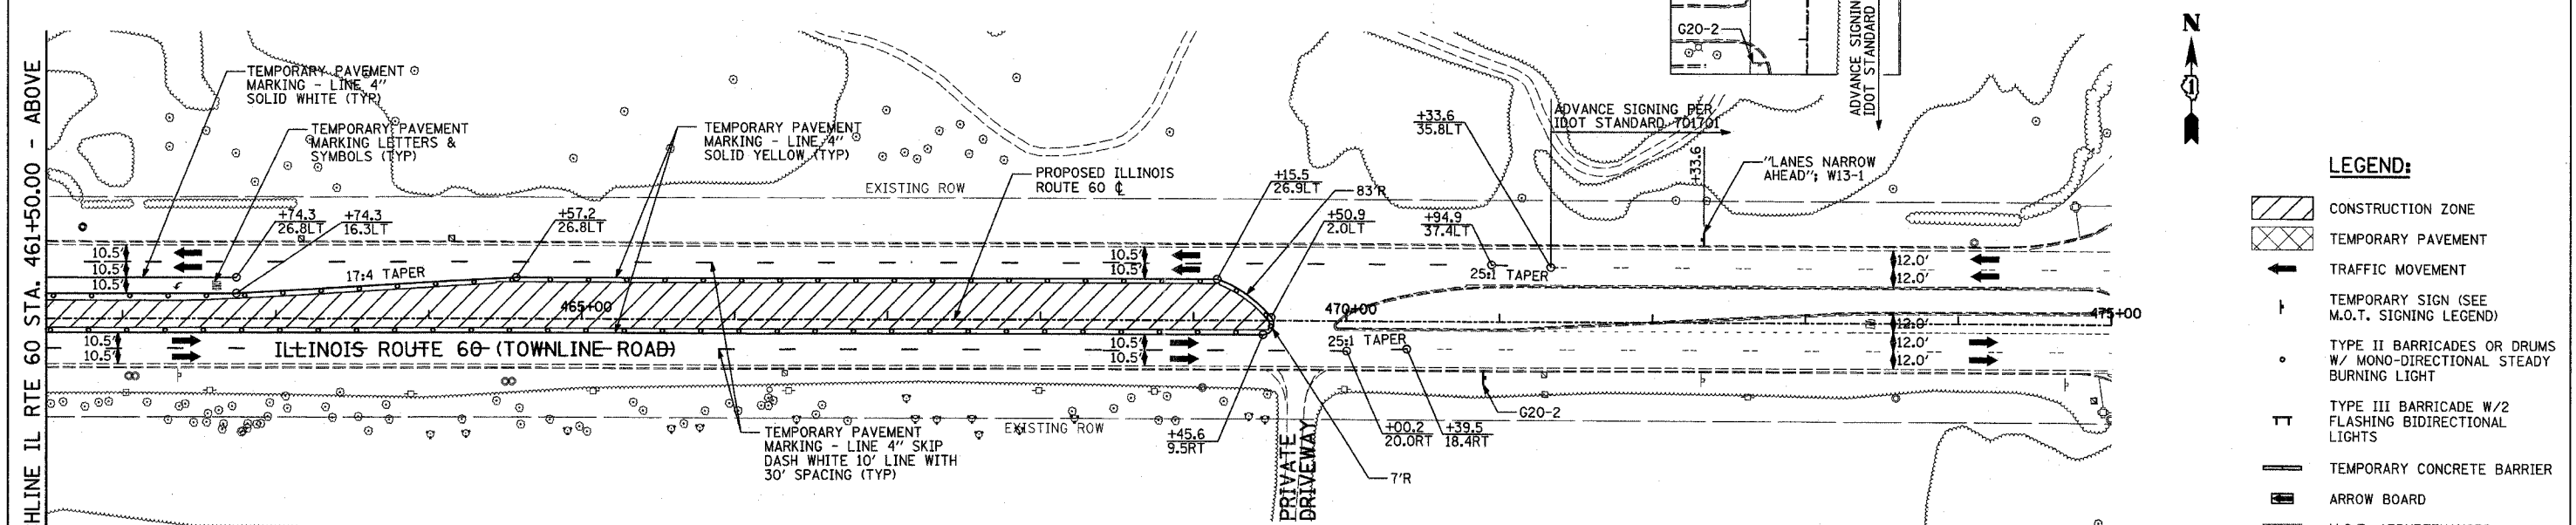 HLINE IL RTE 60 STA. 461+50.00 - ABOVE
TEMPORARY PAVEMENT
MARKING - LINE 4"
SOLID WHITE (TYP)
TEMPORARY PAVEMENT
MARKING LETTERS &
SYMBOLS (TYP)
TEMPORARY PAVEMENT
MARKING - LINE 4"
SOLID YELLOW (TYP)
PROPOSED ILLINOIS
ROUTE 60 ℄
EXISTING ROW
+74.3
26.8LT
+74.3
16.3LT
+57.2
26.8LT
+15.5
26.9LT
83'R
+50.9
2.0LT
+94.9
37.4LT
+33.6
35.8LT
ADVANCE SIGNING PER
IDOT STANDARD 701701
+33.6
"LANES NARROW
AHEAD"; W13-1
G20-2
ADVANCE SIGNIN
IDOT STANDARD
10.5'
10.5'
10.5'
17:4 TAPER
10.5'
10.5'
25:1 TAPER
12.0'
12.0'
465+00
470+00
475+00
10.5'
10.5'
ILLINOIS ROUTE 60 (TOWNLINE ROAD)
10.5'
10.5'
25:1 TAPER
12.0'
12.0'
12.0'
TEMPORARY PAVEMENT
MARKING - LINE 4" SKIP
DASH WHITE 10' LINE WITH
30' SPACING (TYP)
EXISTING ROW
+45.6
9.5RT
PRIVATE
DRIVEWAY
7'R
+00.2
20.0RT
+39.5
18.4RT
G20-2
N
1
LEGEND:
CONSTRUCTION ZONE
TEMPORARY PAVEMENT
TRAFFIC MOVEMENT
TEMPORARY SIGN (SEE
M.O.T. SIGNING LEGEND)
TYPE II BARRICADES OR DRUMS
W/ MONO-DIRECTIONAL STEADY
BURNING LIGHT
TYPE III BARRICADE W/2
FLASHING BIDIRECTIONAL
LIGHTS
TEMPORARY CONCRETE BARRIER
ARROW BOARD